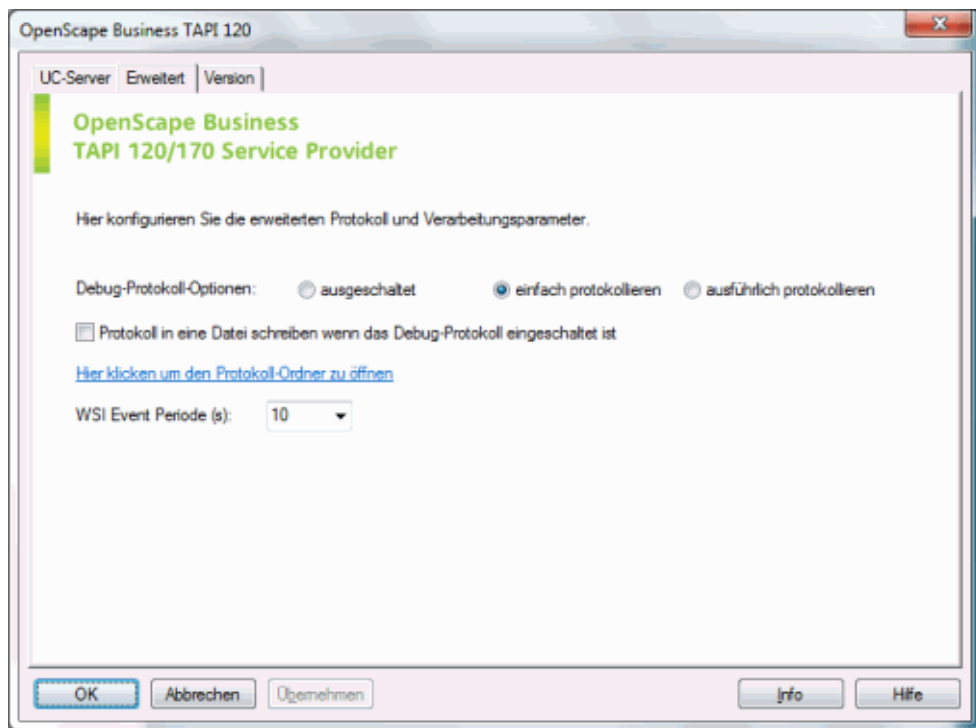 OpenScape Business TAPI 120
UC-Server Erweitert Version
OpenScape Business
TAPI 120/170 Service Provider
Hier konfigurieren Sie die erweiterten Protokoll und Verarbeitungsparameter.
Debug-Protokoll-Optionen: ausgeschaltet einfach protokollieren ausführlich protokollieren
Protokoll in eine Datei schreiben wenn das Debug-Protokoll eingeschaltet ist
Hier klicken um den Protokoll-Ordner zu öffnen
WSI Event Periode (s): 10
OK Abbrechen Übernehmen Info Hilfe